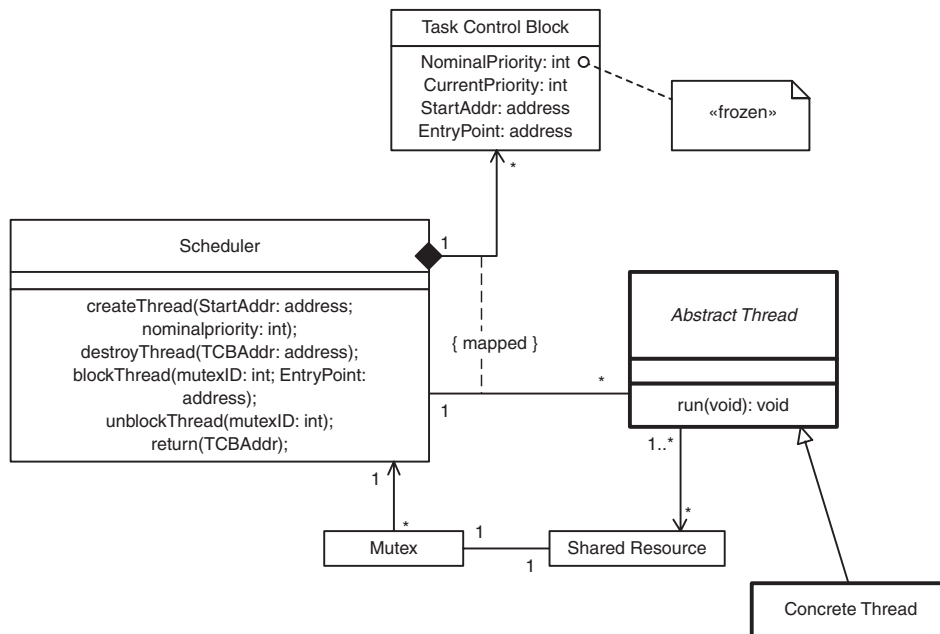 Task Control Block
NominalPriority: int
CurrentPriority: int
StartAddr: address
EntryPoint: address
«frozen»
*
Scheduler
1
createThread(StartAddr: address;
nominalpriority: int);
destroyThread(TCBAddr: address);
blockThread(mutexID: int; EntryPoint:
address);
unblockThread(mutexID: int);
return(TCBAddr);
{ mapped }
Abstract Thread
run(void): void
*
1
1..*
1
*
*
Mutex
1
1
Shared Resource
Concrete Thread